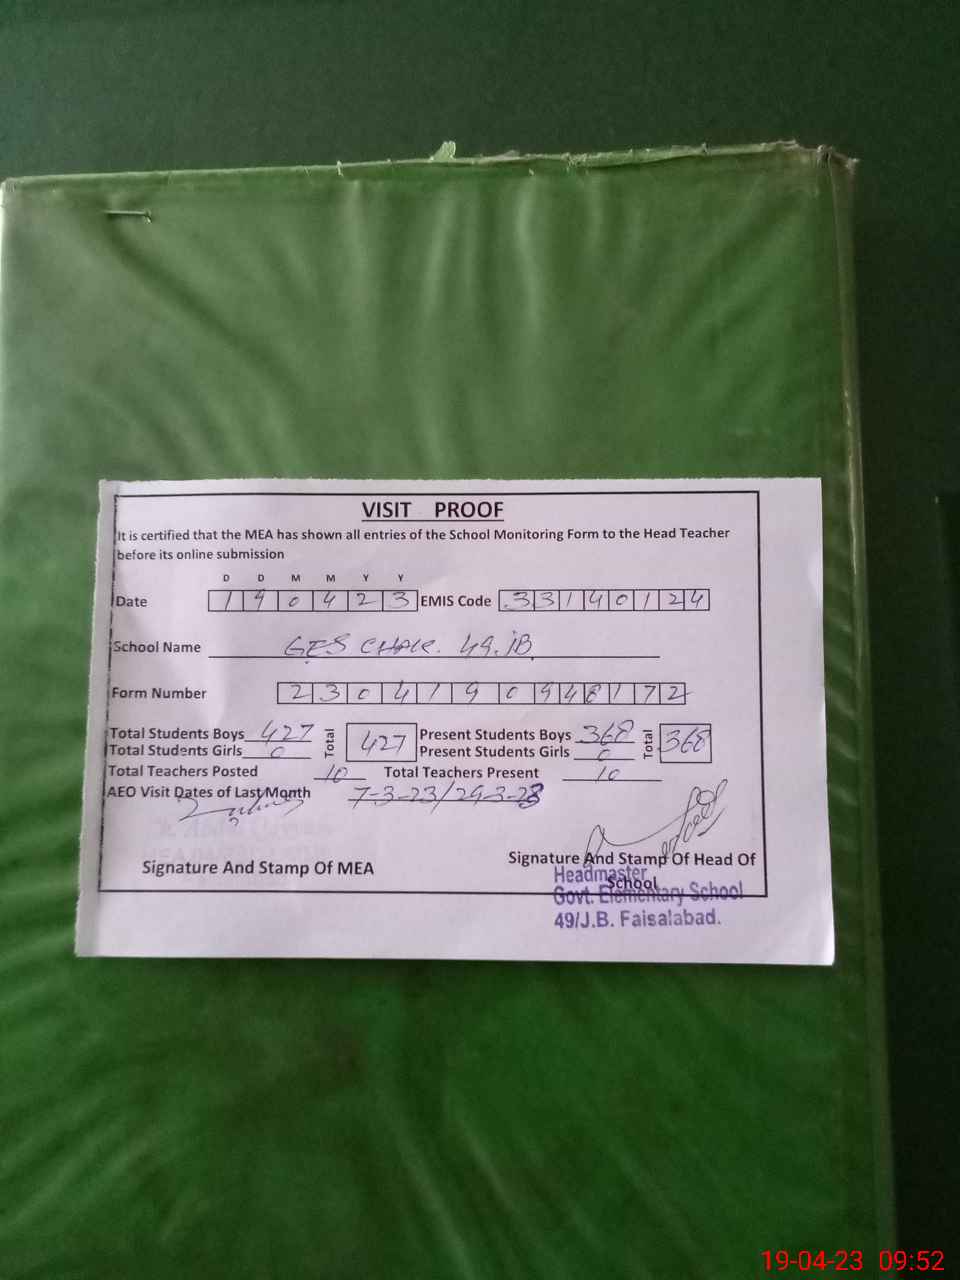 VISIT PROOF
It is certified that the MEA has shown all entries of the School Monitoring Form to the Head Teacher
before its online submission
D D M M Y Y
Date 1 9 0 4 2 3 EMIS Code 3 3 1 4 0 1 2 4
School Name GES CHAK. 49.JB
Form Number 2 3 0 4 1 9 0 9 4 8 1 7 2
Total Students Boys 427 Total 427 Present Students Boys 368 Total 368
Total Students Girls 0 Present Students Girls 0
Total Teachers Posted 10 Total Teachers Present 10
AEO Visit Dates of Last Month 7-3-23/29-3-23
Signature And Stamp Of MEA
Signature And Stamp Of Head Of
School
Headmaster
Govt. Elementary School
49/J.B. Faisalabad.
19-04-23 09:52